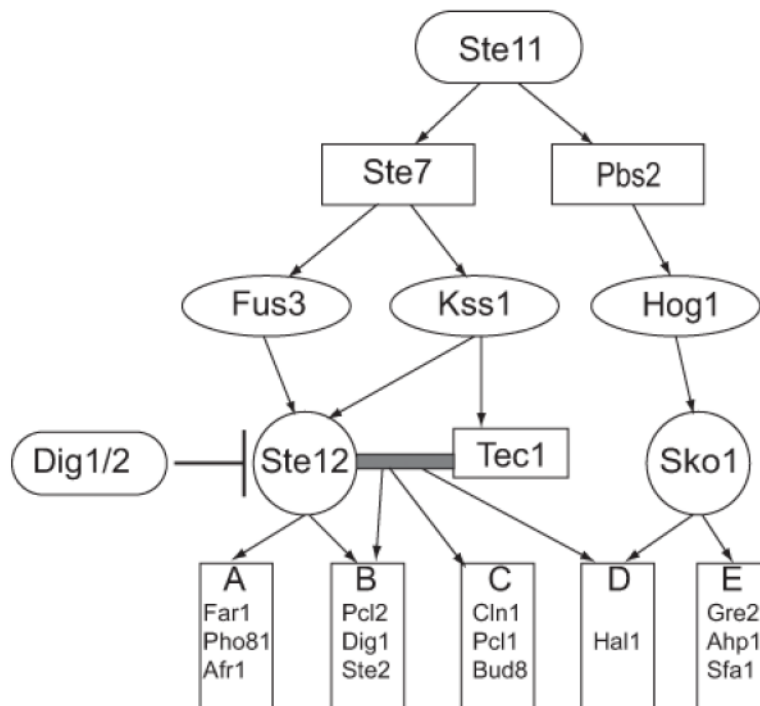 Ste11
Ste7
Pbs2
Fus3
Kss1
Hog1
Dig1/2
Ste12
Tec1
Sko1
A
Far1
Pho81
Afr1
B
Pcl2
Dig1
Ste2
C
Cln1
Pcl1
Bud8
D
Hal1
E
Gre2
Ahp1
Sfa1